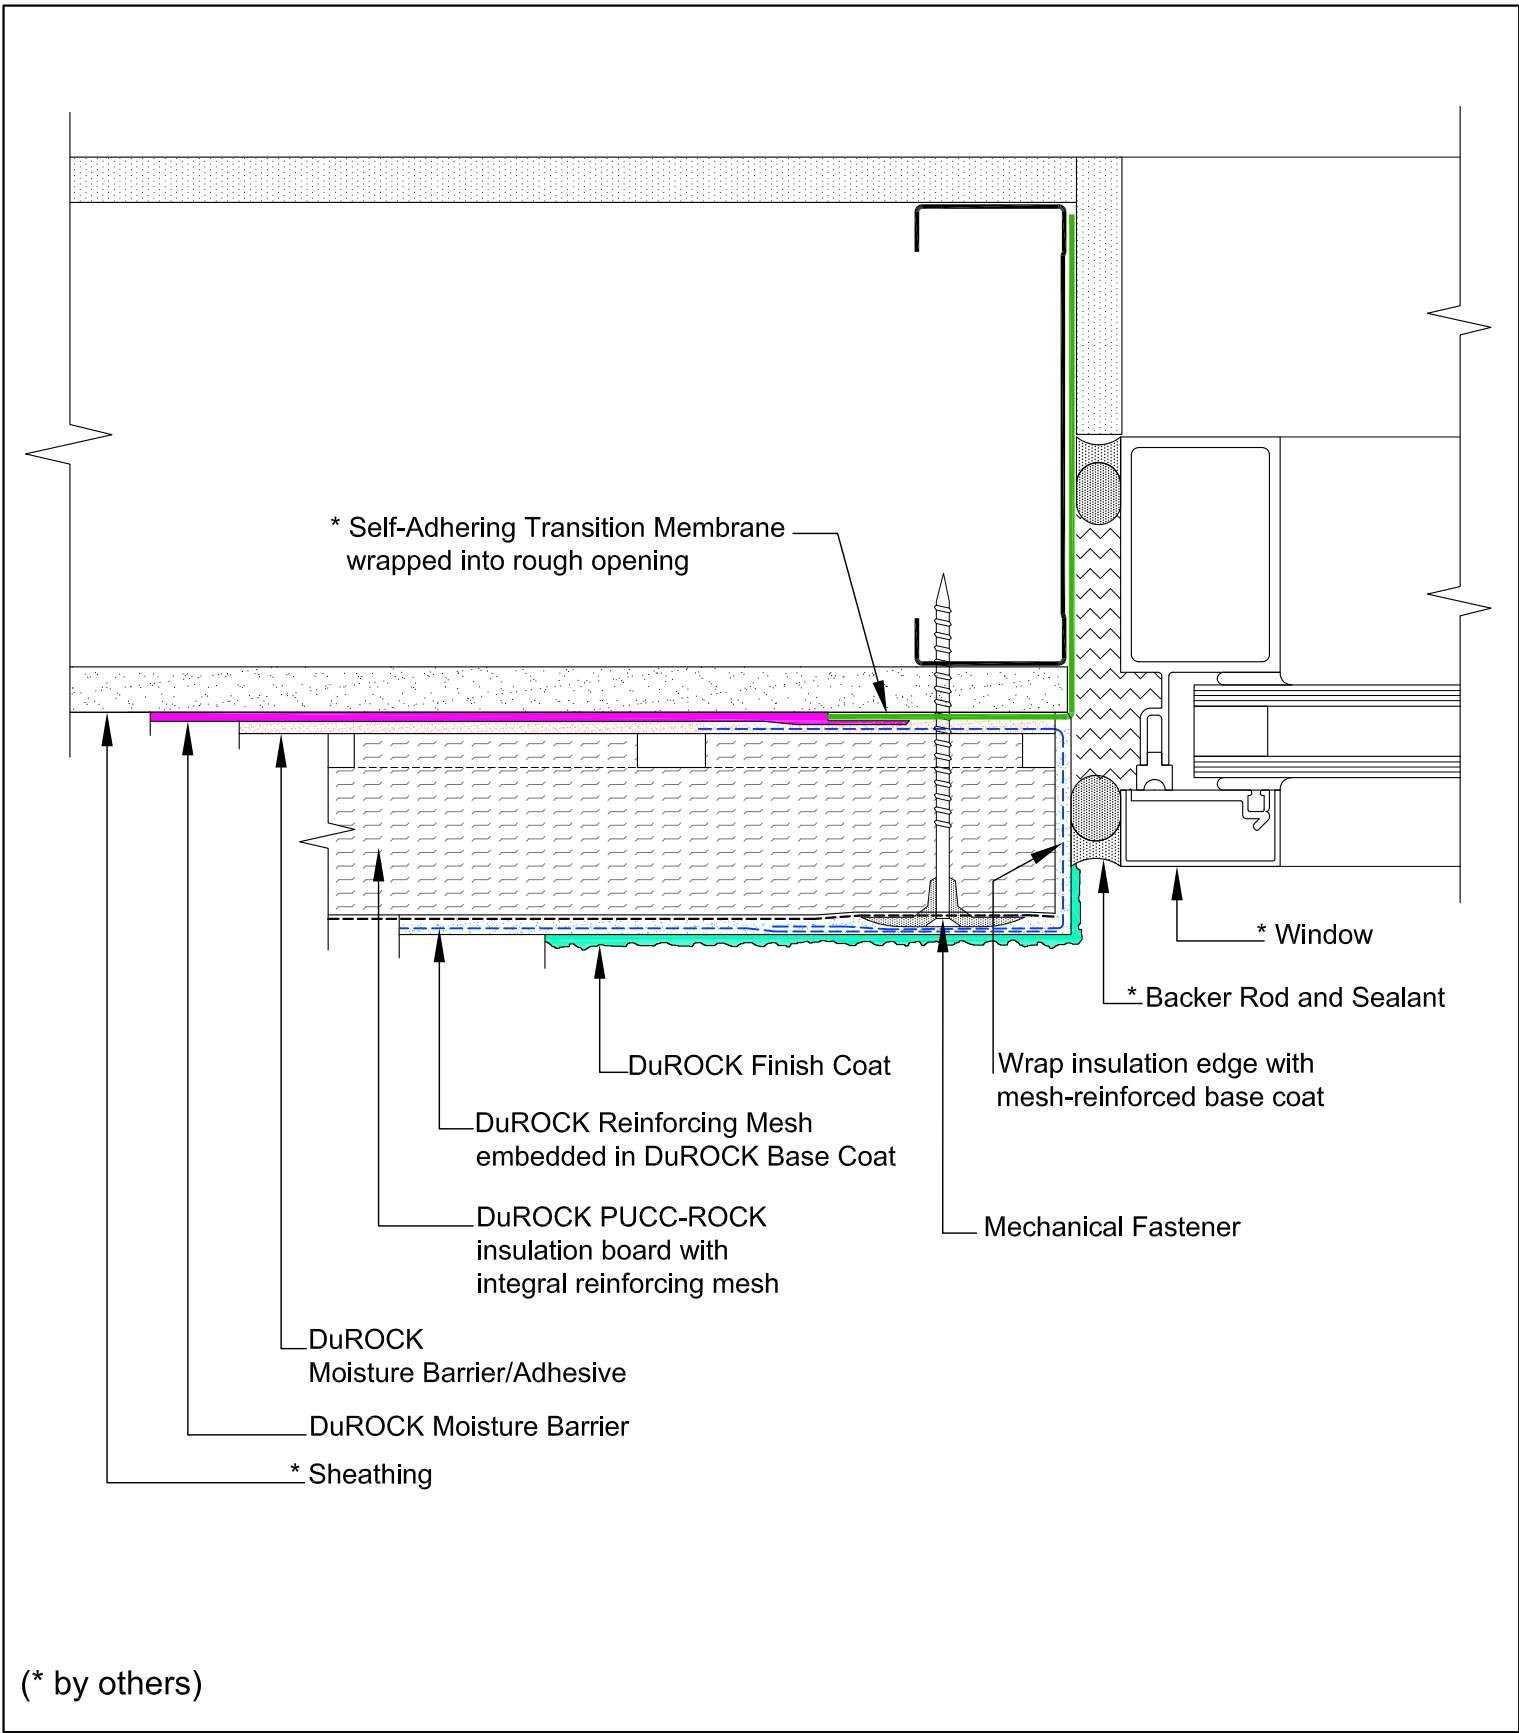 * Self-Adhering Transition Membrane
wrapped into rough opening
* Window
* Backer Rod and Sealant
DuROCK Finish Coat
Wrap insulation edge with
mesh-reinforced base coat
DuROCK Reinforcing Mesh
embedded in DuROCK Base Coat
DuROCK PUCC-ROCK
insulation board with
integral reinforcing mesh
Mechanical Fastener
DuROCK
Moisture Barrier/Adhesive
DuROCK Moisture Barrier
* Sheathing
(* by others)